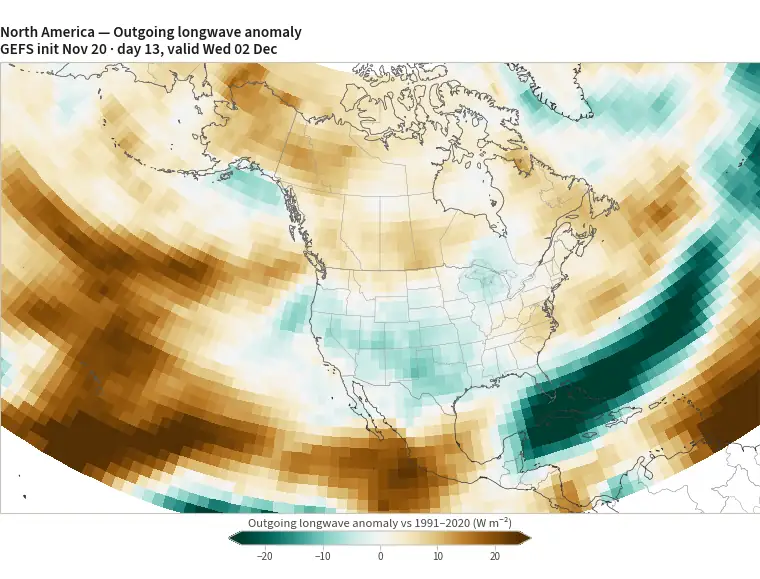 North America — Outgoing longwave anomaly
GEFS init Nov 20 · day 13, valid Wed 02 Dec
Outgoing longwave anomaly vs 1991–2020 (W m⁻²)
−20 −10 0 10 20